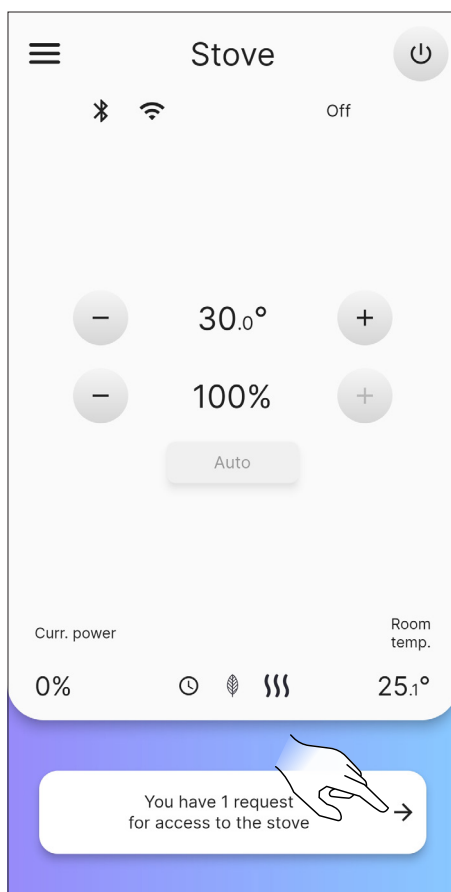 Stove
Off
30.0°
100%
Auto
Curr. power
Room
temp.
0%
25.1°
You have 1 request
for access to the stove